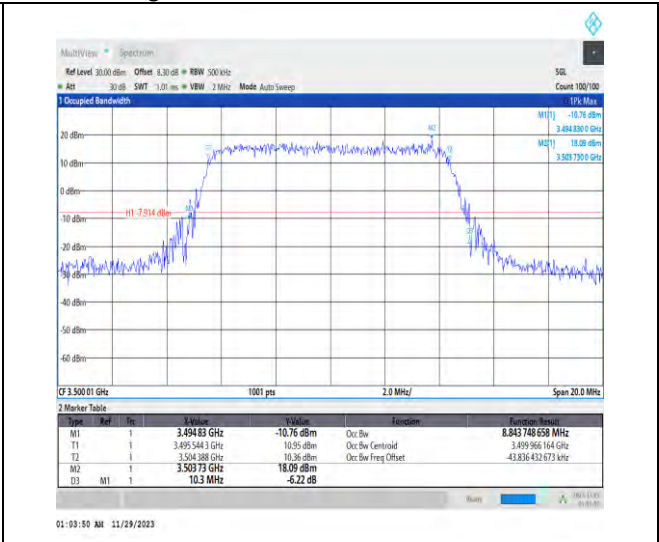 MultiView Spectrum
Ref Level 30.00 dBm Offset 8.30 dB RBW 500 kHz SGL
Att 30 dB SWT 1.01 ms VBW 2 MHz Mode Auto Sweep Count 100/100
1 Occupied Bandwidth 1Pk Max
M1[1] -10.76 dBm
3.494 830 0 GHz
M2[1] 18.09 dBm
3.503 730 0 GHz
M2
20 dBm
T1 T2
10 dBm
0 dBm
M1
H1 -7.914 dBm
-10 dBm
-20 dBm
-30 dBm
-40 dBm
-50 dBm
-60 dBm
CF 3.500 01 GHz 1001 pts 2.0 MHz/ Span 20.0 MHz
2 Marker Table
Type Ref Trc X-Value Y-Value Function Function Result
M1 1 3.494 83 GHz -10.76 dBm Occ Bw 8.843 748 658 MHz
T1 1 3.495 544 3 GHz 10.95 dBm Occ Bw Centroid 3.499 966 164 GHz
T2 1 3.504 388 GHz 10.36 dBm Occ Bw Freq Offset -43.836 432 673 kHz
M2 1 3.503 73 GHz 18.09 dBm
D3 M1 1 10.3 MHz -6.22 dB
01:03:50 AM 11/29/2023